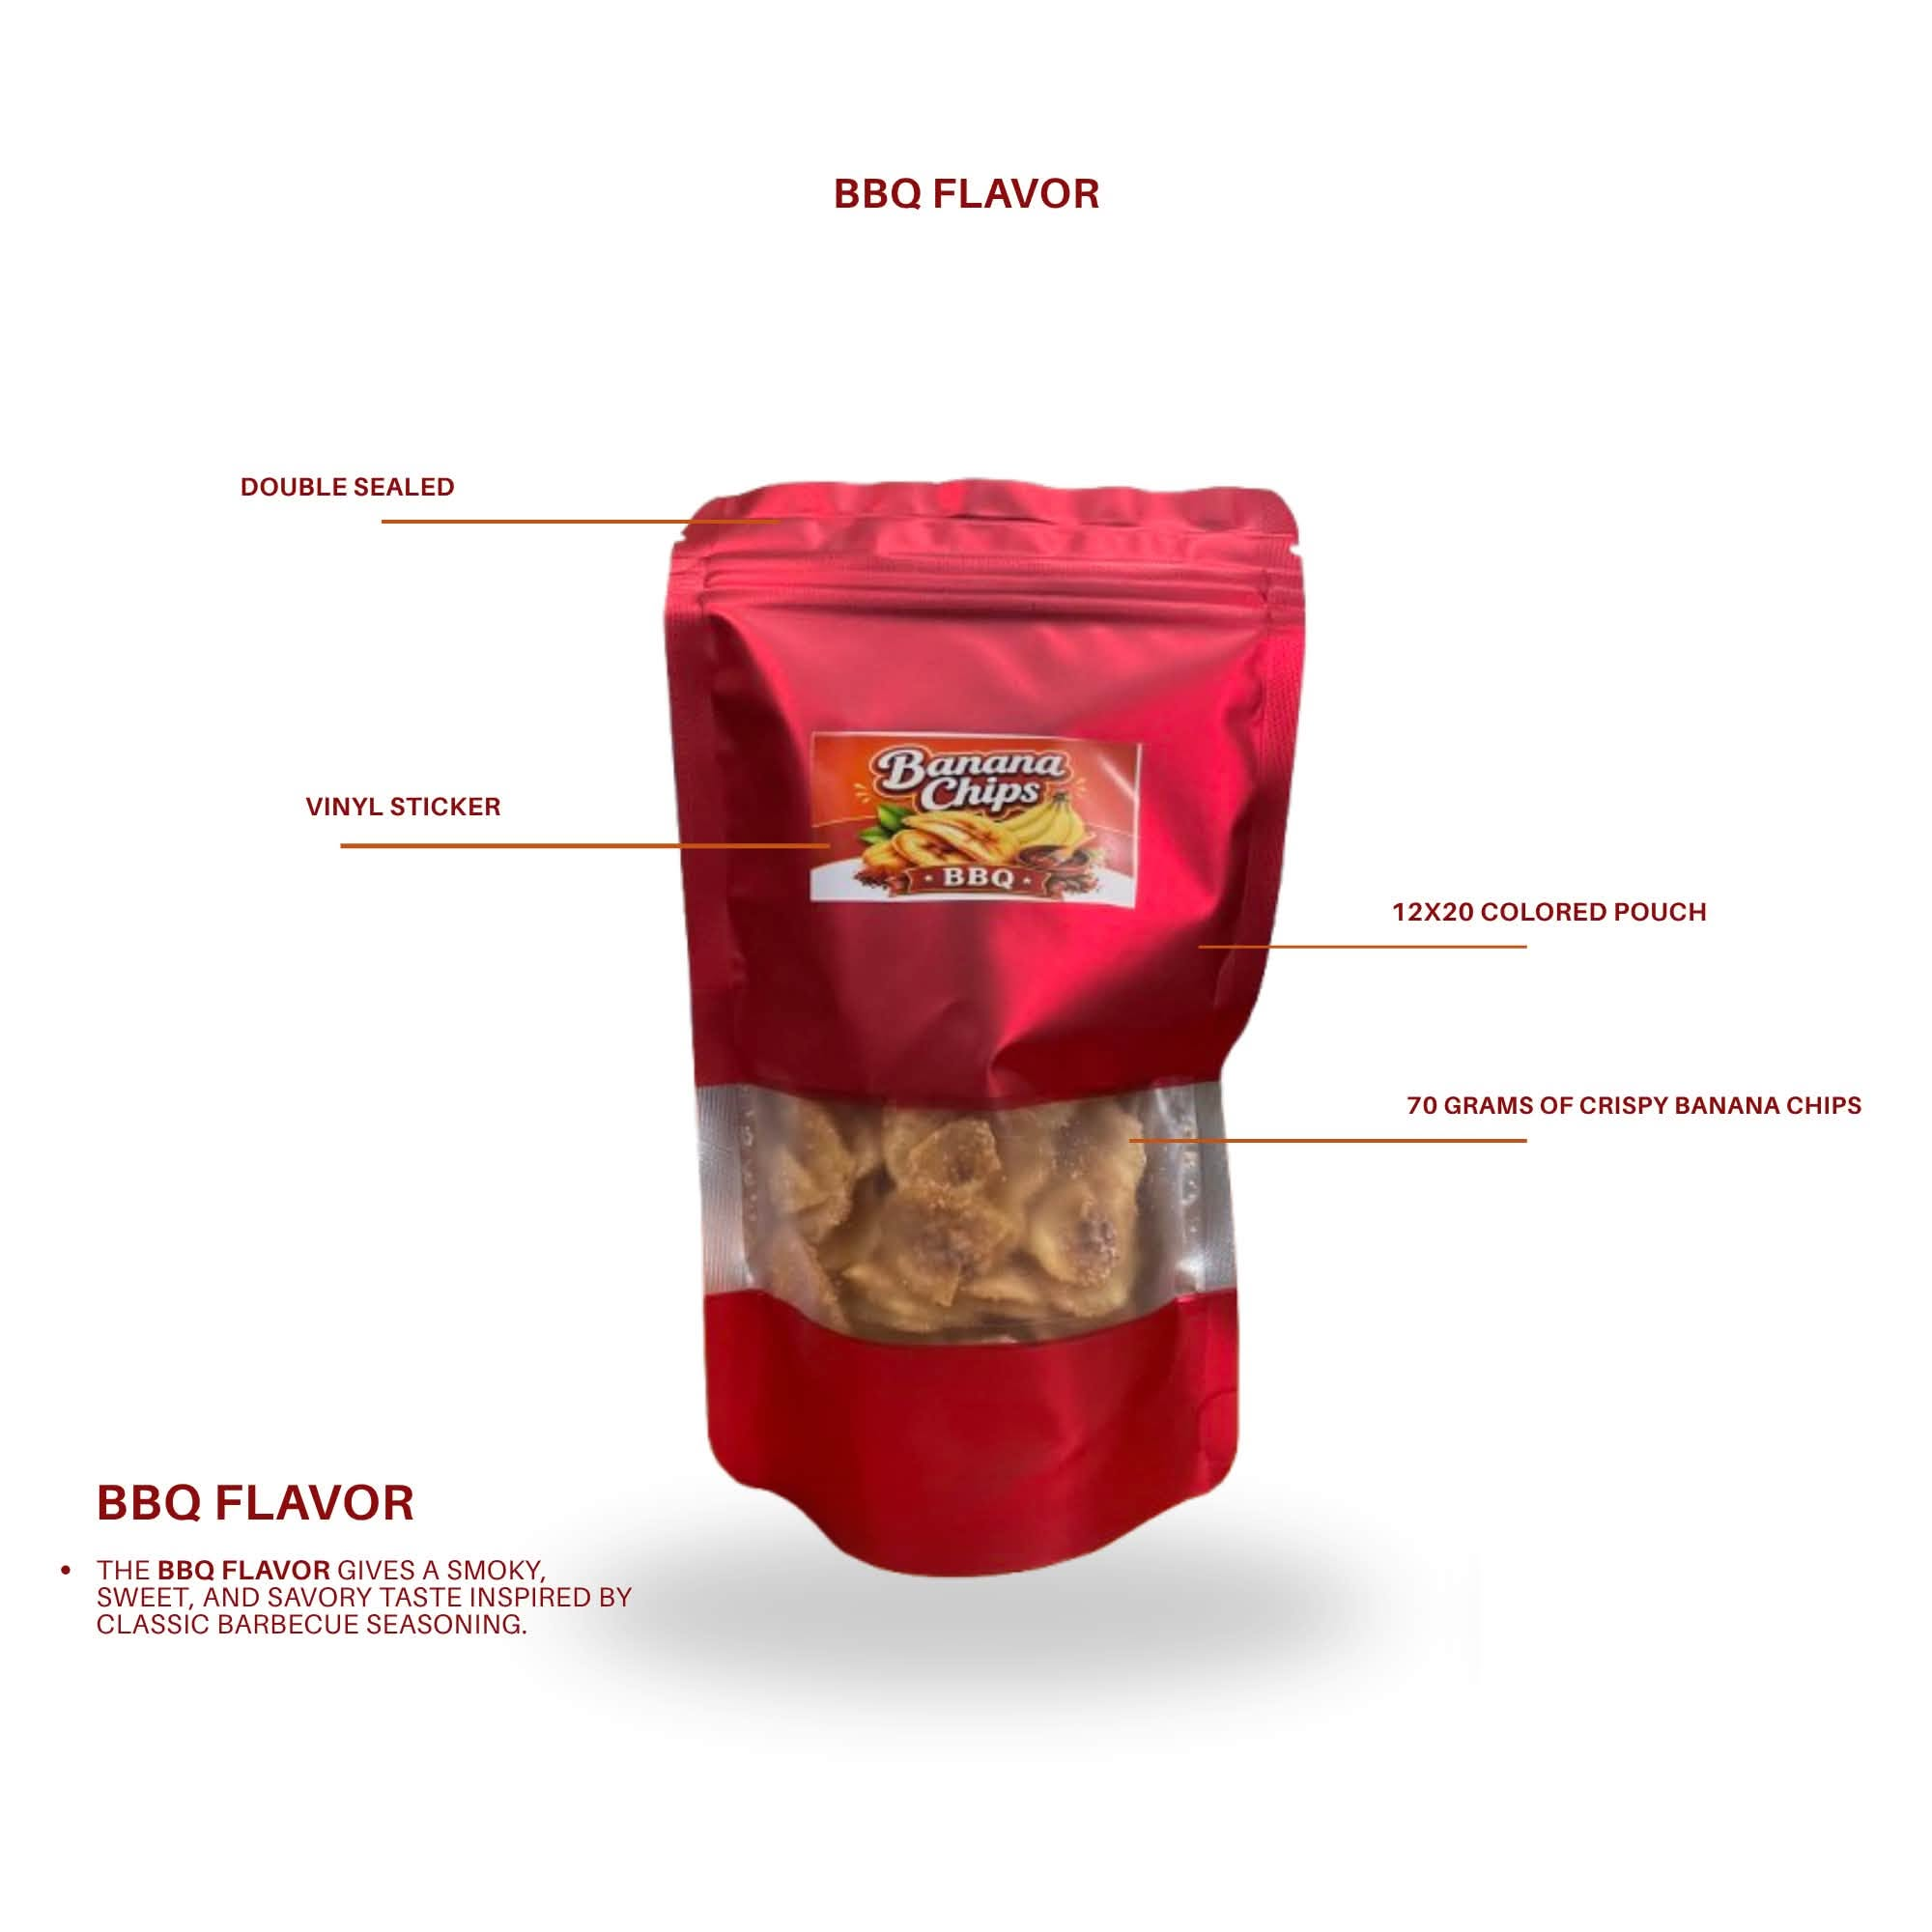 BBQ FLAVOR
DOUBLE SEALED
Banana
Chips
BBQ
VINYL STICKER
12X20 COLORED POUCH
70 GRAMS OF CRISPY BANANA CHIPS
BBQ FLAVOR
• THE BBQ FLAVOR GIVES A SMOKY,
SWEET, AND SAVORY TASTE INSPIRED BY
CLASSIC BARBECUE SEASONING.